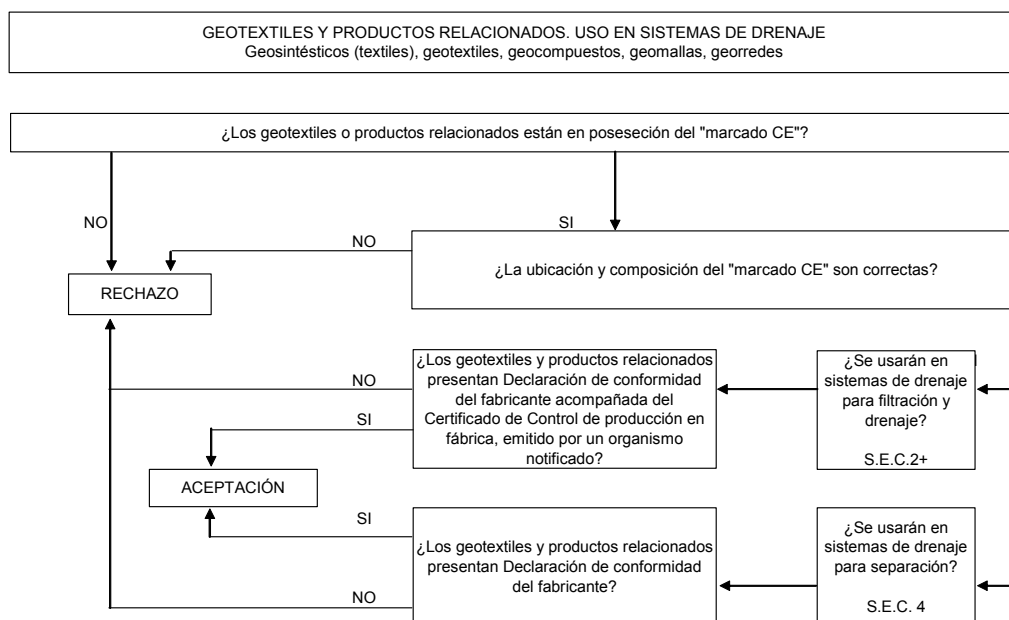 GEOTEXTILES Y PRODUCTOS RELACIONADOS. USO EN SISTEMAS DE DRENAJE
Geosintésticos (textiles), geotextiles, geocompuestos, geomallas, georredes
¿Los geotextiles o productos relacionados están en poseseción del "marcado CE"?
NO
SI
NO
¿La ubicación y composición del "marcado CE" son correctas?
RECHAZO
¿Los geotextiles y productos relacionados
presentan Declaración de conformidad
del fabricante acompañada del
Certificado de Control de producción en
fábrica, emitido por un organismo
notificado?
¿Se usarán en
sistemas de drenaje
para filtración y
drenaje?
S.E.C.2+
NO
SI
ACEPTACIÓN
SI
¿Los geotextiles y productos relacionados
presentan Declaración de conformidad
del fabricante?
¿Se usarán en
sistemas de drenaje
para separación?
S.E.C. 4
NO